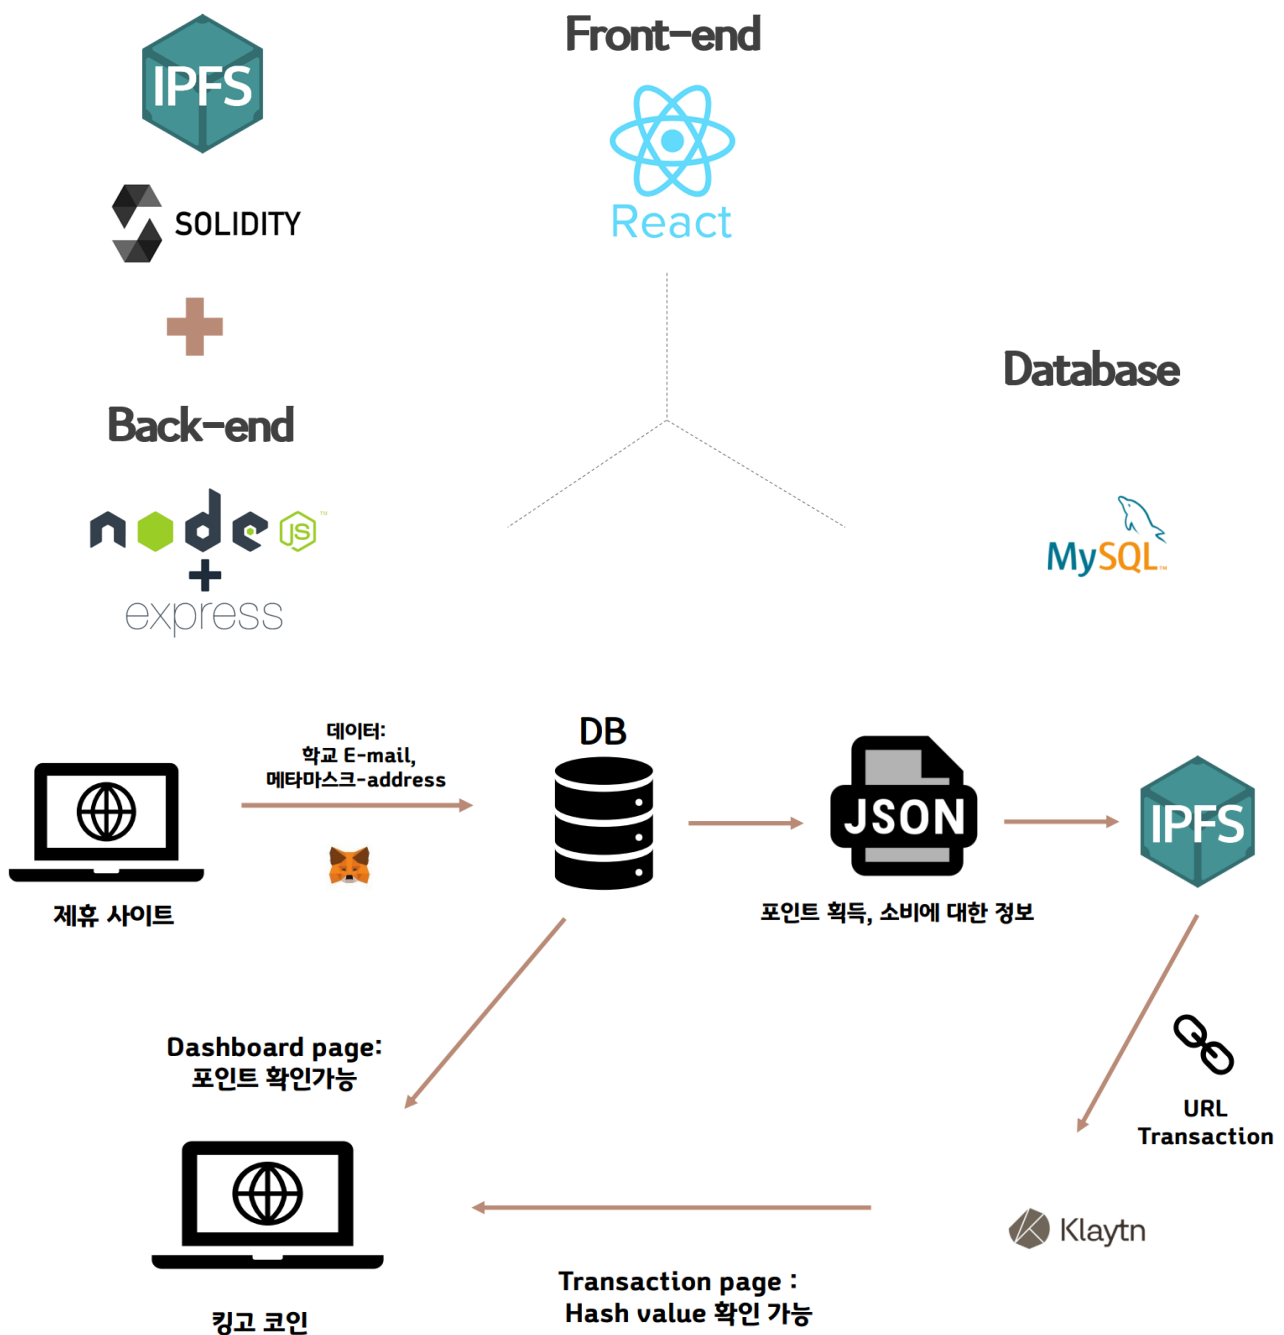 IPFS
SOLIDITY
Front-end
React
Back-end
node
JS
TM
express
Database
MySQL
TM
데이터:
학교 E-mail,
메타마스크-address
제휴 사이트
DB
JSON
포인트 획득, 소비에 대한 정보
IPFS
Dashboard page:
포인트 확인가능
URL
Transaction
Klaytn
킹고 코인
Transaction page :
Hash value 확인 가능